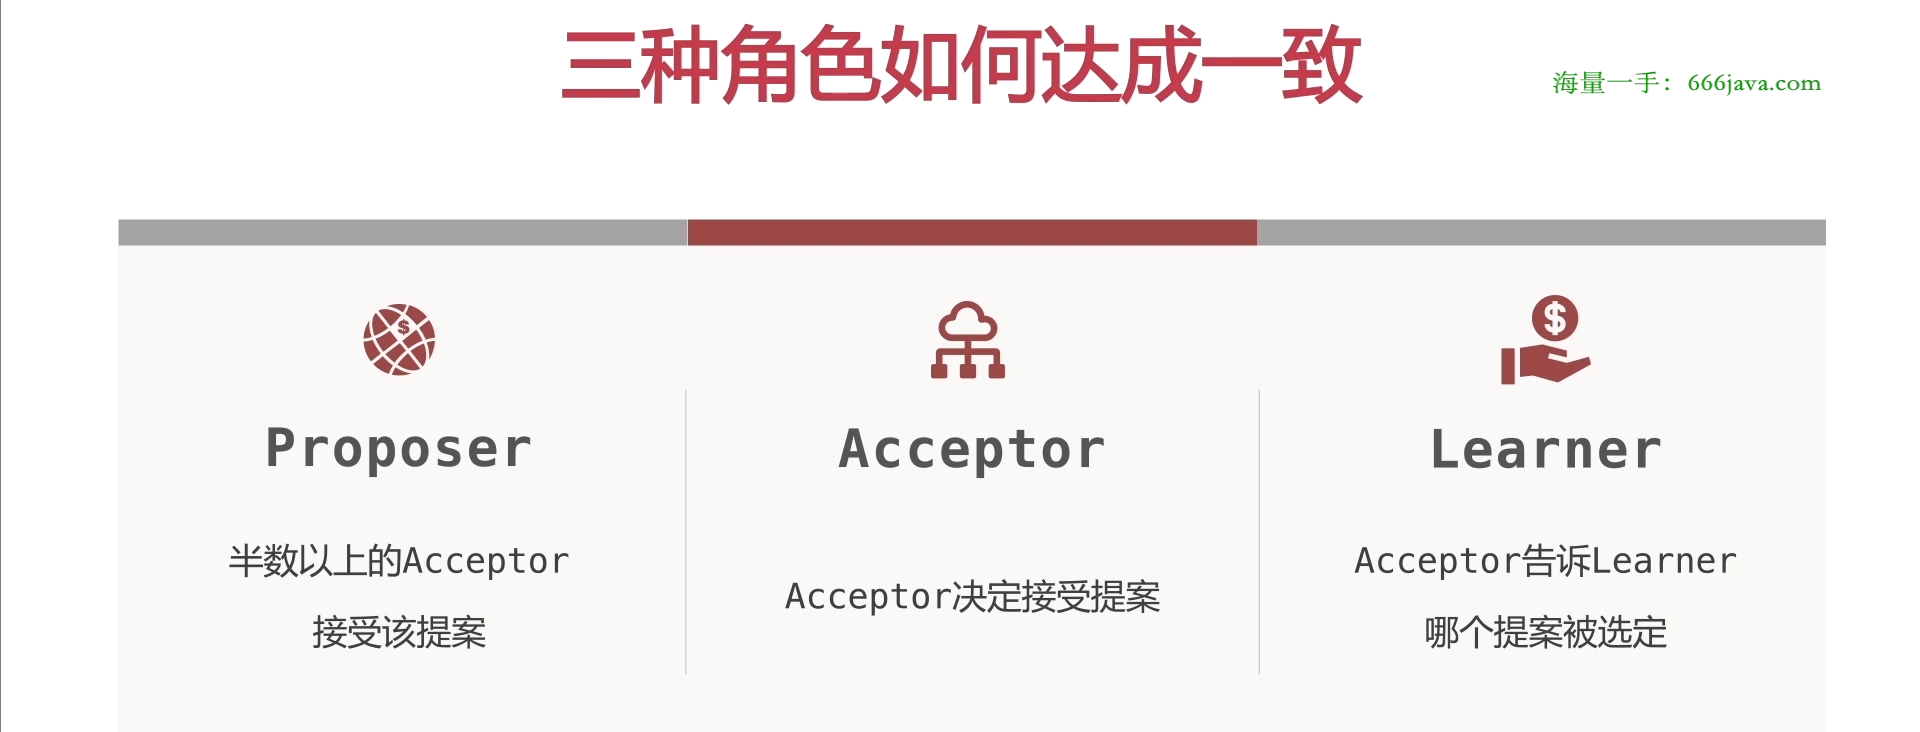 三种角色如何达成一致
海量一手：666java.com
Proposer
半数以上的Acceptor
接受该提案
Acceptor
Acceptor决定接受提案
Learner
Acceptor告诉Learner
哪个提案被选定